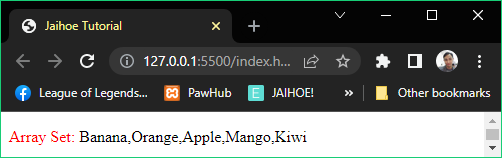 Jaihoe Tutorial
127.0.0.1:5500/index.h...
League of Legends... PawHub JAIHOE! » Other bookmarks
Array Set: Banana,Orange,Apple,Mango,Kiwi